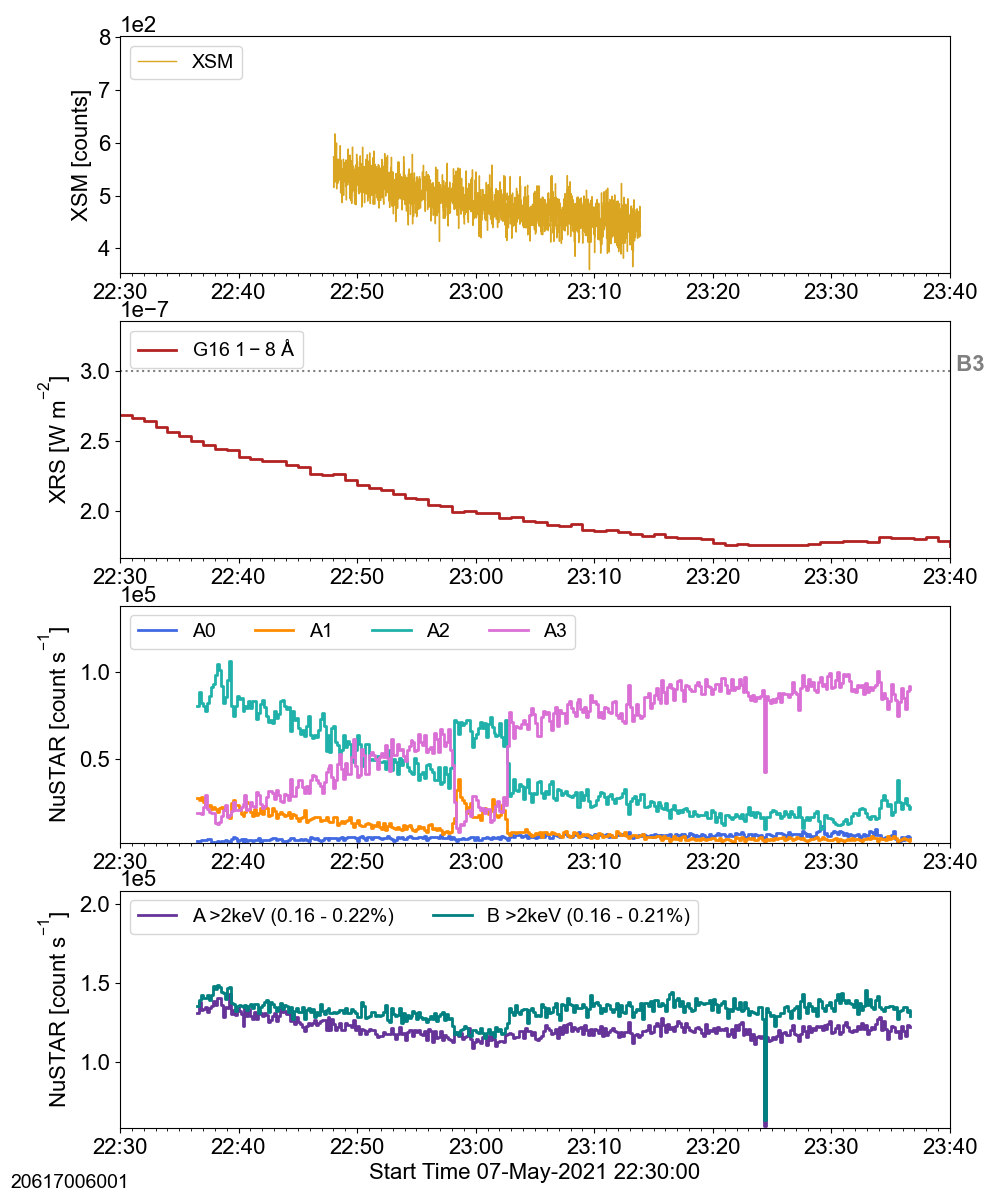 1e2
8
7
6
5
4
XSM [counts]
XSM
22:30 22:40 22:50 23:00 23:10 23:20 23:30 23:40
1e−7
3.0
2.5
2.0
XRS [W m−2]
G16 1 − 8 Å
B3
22:30 22:40 22:50 23:00 23:10 23:20 23:30 23:40
1e5
1.0
0.5
NuSTAR [count s−1]
A0 A1 A2 A3
22:30 22:40 22:50 23:00 23:10 23:20 23:30 23:40
1e5
2.0
1.5
1.0
NuSTAR [count s−1]
A >2keV (0.16 - 0.22%) B >2keV (0.16 - 0.21%)
22:30 22:40 22:50 23:00 23:10 23:20 23:30 23:40
Start Time 07-May-2021 22:30:00
20617006001